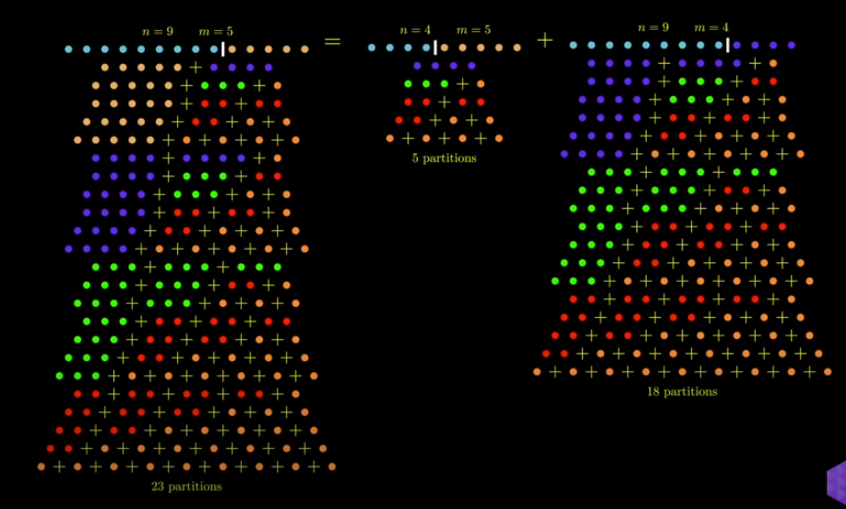 n = 9 m = 5
=
n = 4 m = 5
+
n = 9 m = 4
5 partitions
18 partitions
23 partitions